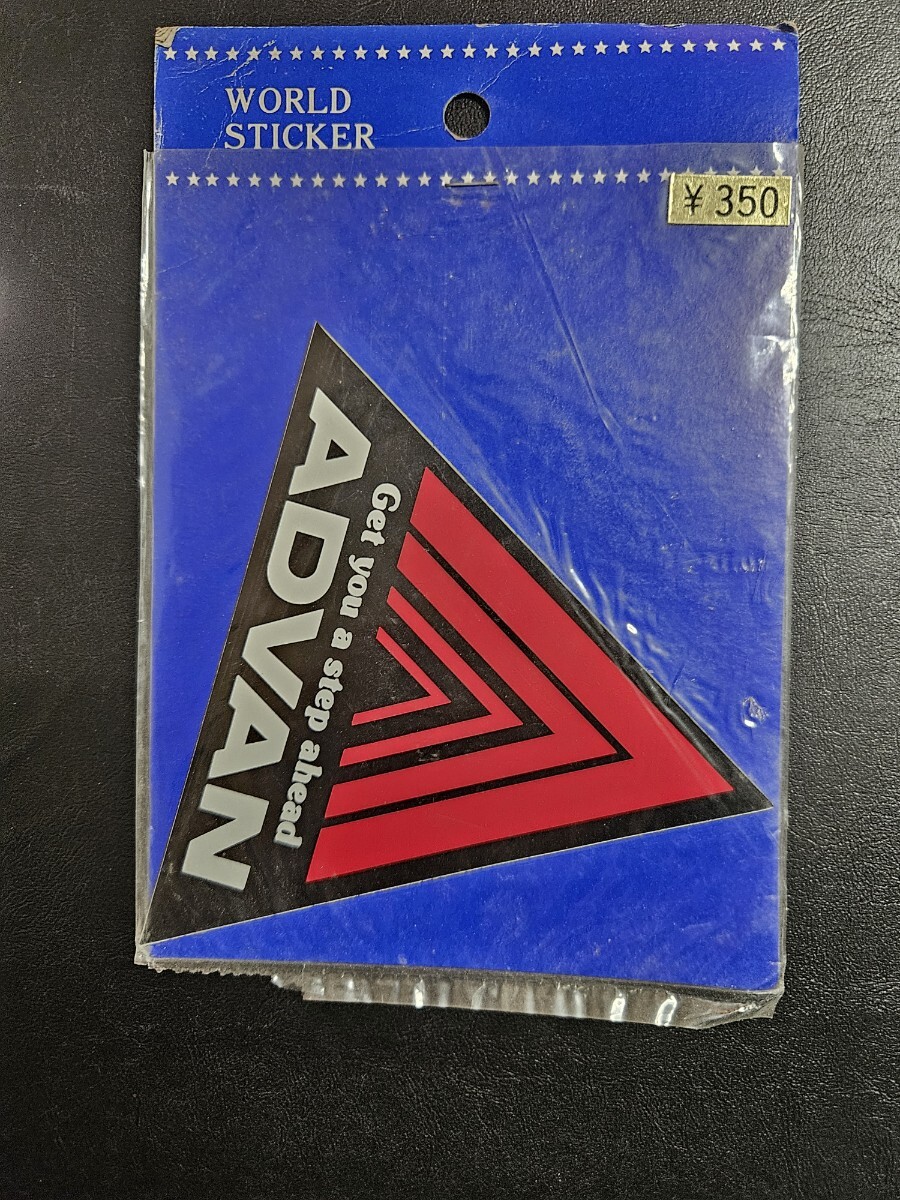 WORLD
STICKER
¥ 350
ADVAN
Get you a step ahead